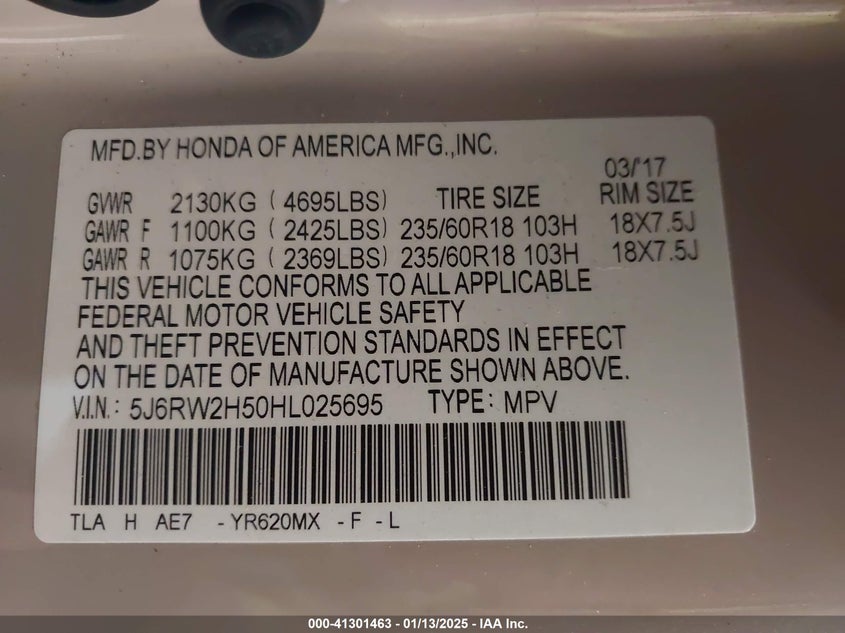 MFD.BY HONDA OF AMERICA MFG.,INC.
03/'17
GVWR 2130KG ( 4695LBS) TIRE SIZE RIM SIZE
GAWR F 1100KG ( 2425LBS) 235/60R18 103H 18X7.5J
GAWR R 1075KG ( 2369LBS) 235/60R18 103H 18X7.5J
THIS VEHICLE CONFORMS TO ALL APPLICABLE
FEDERAL MOTOR VEHICLE SAFETY
AND THEFT PREVENTION STANDARDS IN EFFECT
ON THE DATE OF MANUFACTURE SHOWN ABOVE.
V.I.N.: 5J6RW2H50HL025695 TYPE: MPV
TLA H AE7 -YR620MX -F -L
000-41301463 - 01/13/2025 - IAA Inc.